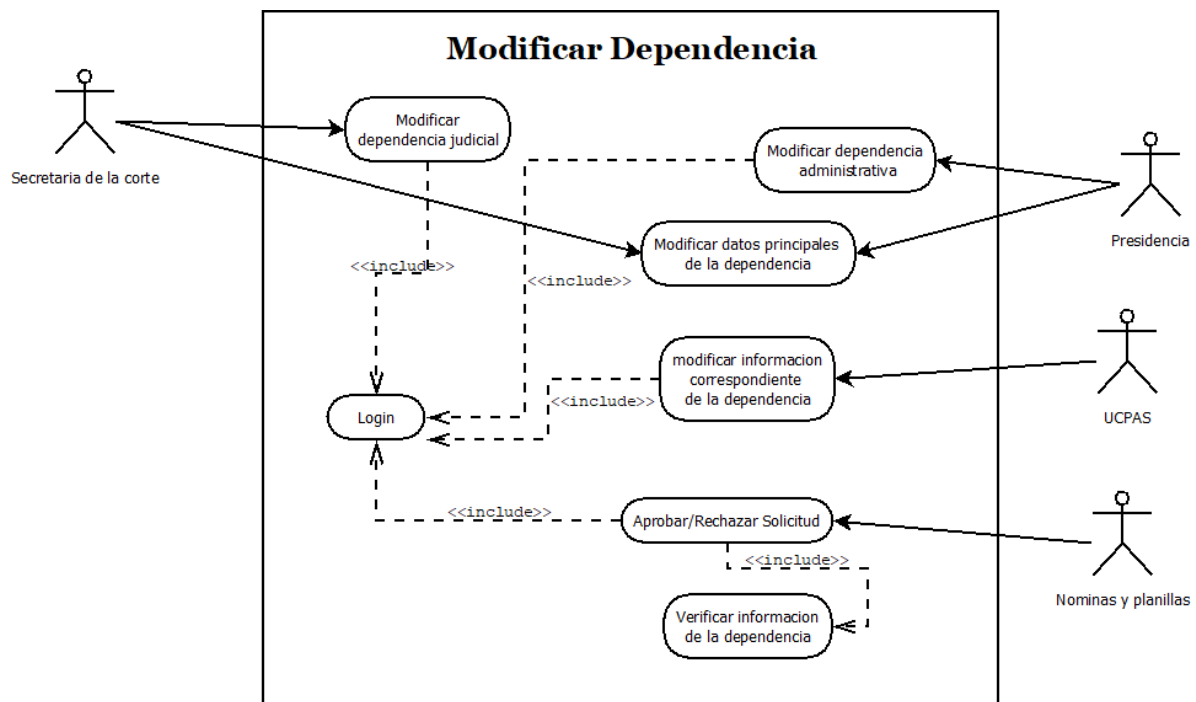 Modificar Dependencia
Modificar
dependencia judicial
Secretaria de la corte
Modificar dependencia
administrativa
Presidencia
Modificar datos principales
de la dependencia
<<include>>
<<include>>
modificar informacion
correspondiente
de la dependencia
<<include>>
Login
UCPAS
<<include>>
Aprobar/Rechazar Solicitud
<<include>>
Nominas y planillas
Verificar informacion
de la dependencia